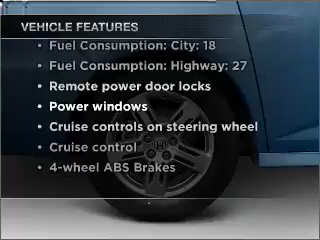 VEHICLE FEATURES
• Fuel Consumption: City: 18
• Fuel Consumption: Highway: 27
• Remote power door locks
• Power windows
• Cruise controls on steering wheel
• Cruise control
• 4-wheel ABS Brakes